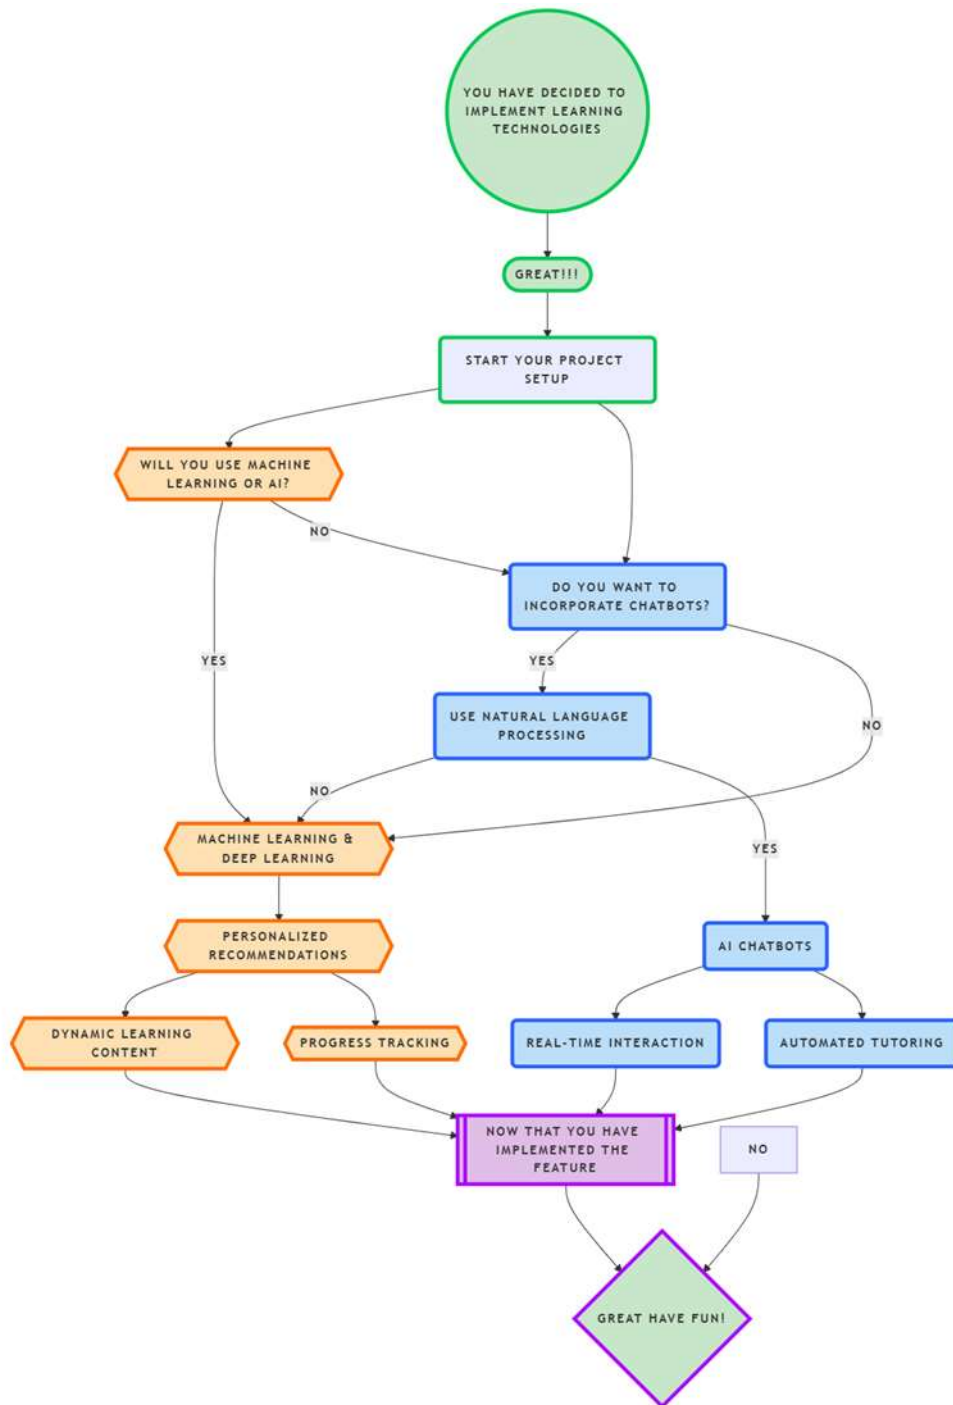 YOU HAVE DECIDED TO
IMPLEMENT LEARNING
TECHNOLOGIES
GREAT!!!
START YOUR PROJECT
SETUP
WILL YOU USE MACHINE
LEARNING OR AI?
NO
DO YOU WANT TO
INCORPORATE CHATBOTS?
YES
YES
USE NATURAL LANGUAGE
PROCESSING
NO
NO
MACHINE LEARNING &
DEEP LEARNING
YES
PERSONALIZED
RECOMMENDATIONS
AI CHATBOTS
DYNAMIC LEARNING
CONTENT
PROGRESS TRACKING
REAL-TIME INTERACTION
AUTOMATED TUTORING
NOW THAT YOU HAVE
IMPLEMENTED THE
FEATURE
NO
GREAT HAVE FUN!